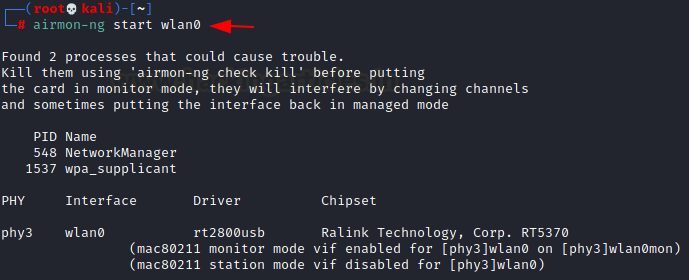 (root💀kali)-[~]
# airmon-ng start wlan0
Found 2 processes that could cause trouble.
Kill them using 'airmon-ng check kill' before putting
the card in monitor mode, they will interfere by changing channels
and sometimes putting the interface back in managed mode
PID Name
548 NetworkManager
1537 wpa_supplicant
PHY Interface Driver Chipset
phy3 wlan0 rt2800usb Ralink Technology, Corp. RT5370
(mac80211 monitor mode vif enabled for [phy3]wlan0 on [phy3]wlan0mon)
(mac80211 station mode vif disabled for [phy3]wlan0)